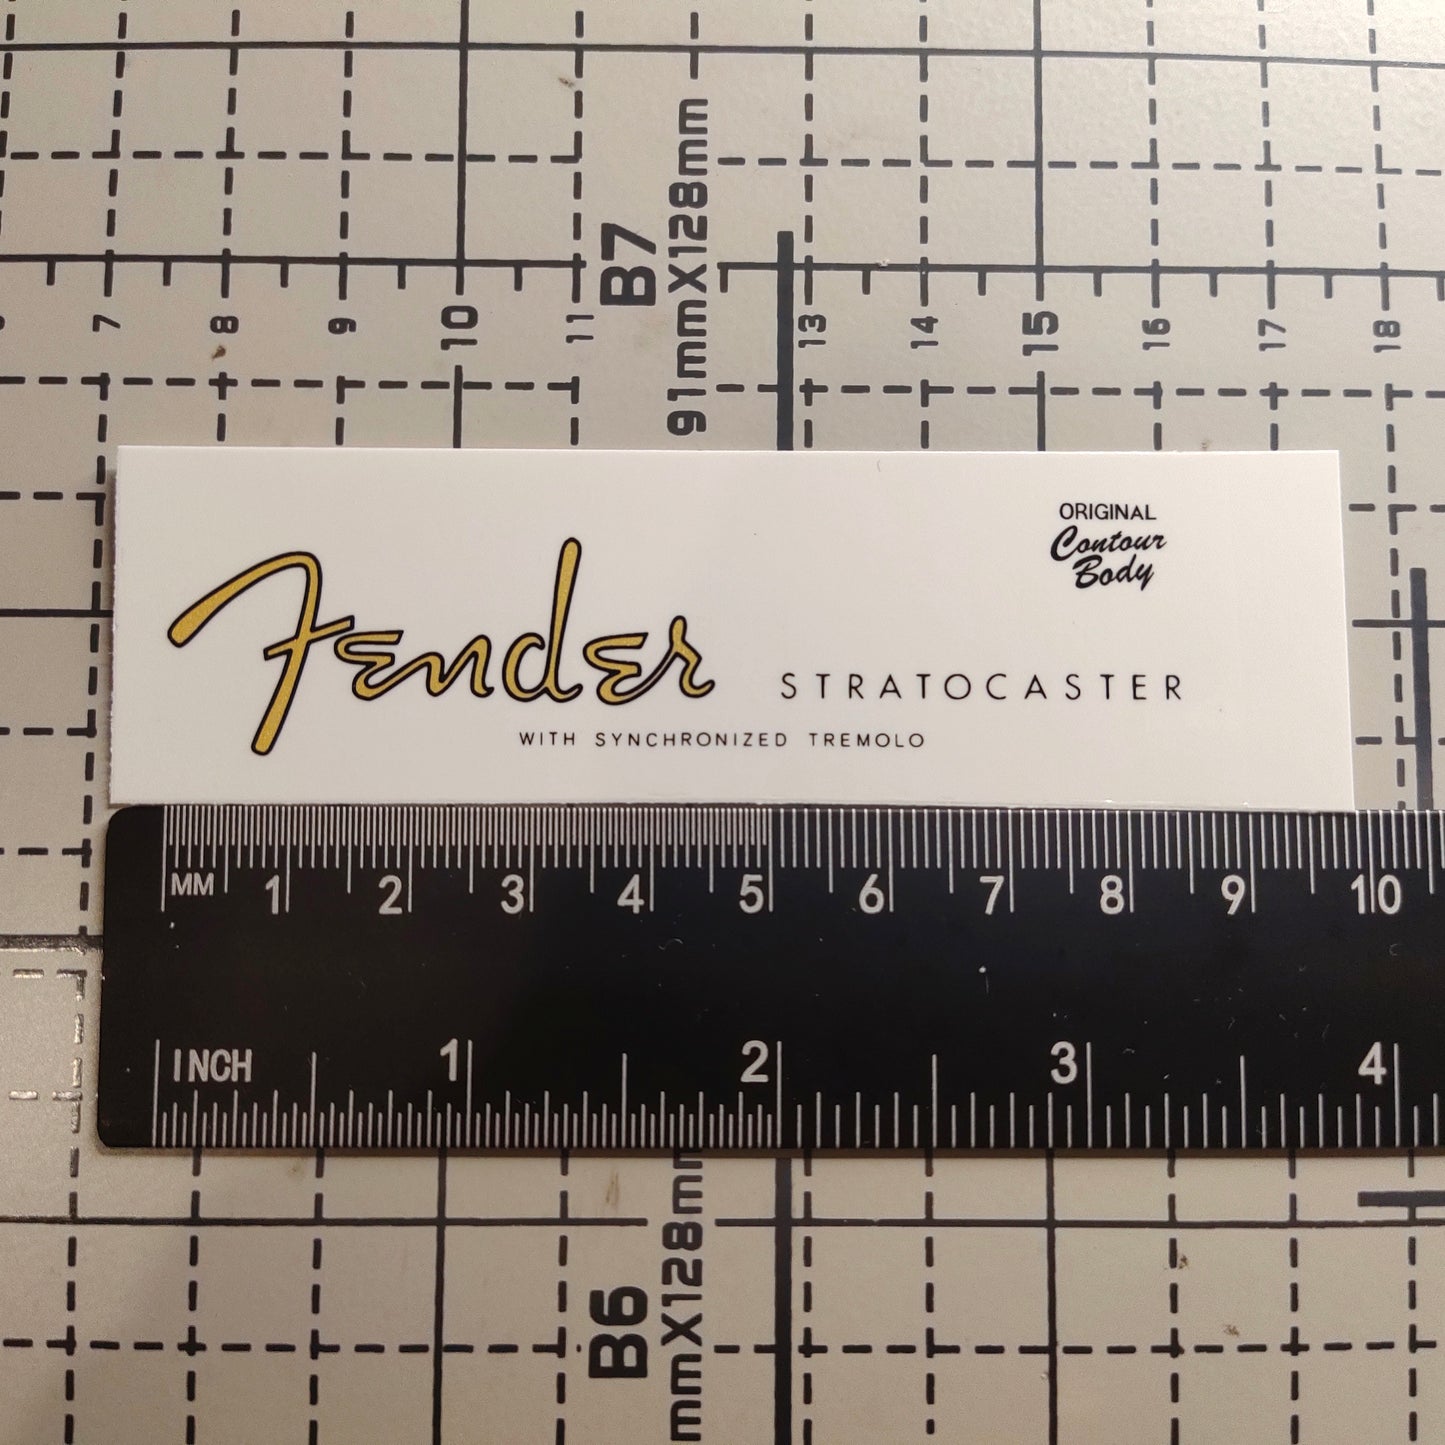 7 8 9 10 11 13 14 15 16 17 18
B7
91mmX128mm
ORIGINAL
Contour
Body
Fender STRATOCASTER
WITH SYNCHRONIZED TREMOLO
MM 1 2 3 4 5 6 7 8 9 10
INCH 1 2 3 4
B6
mmX128mm